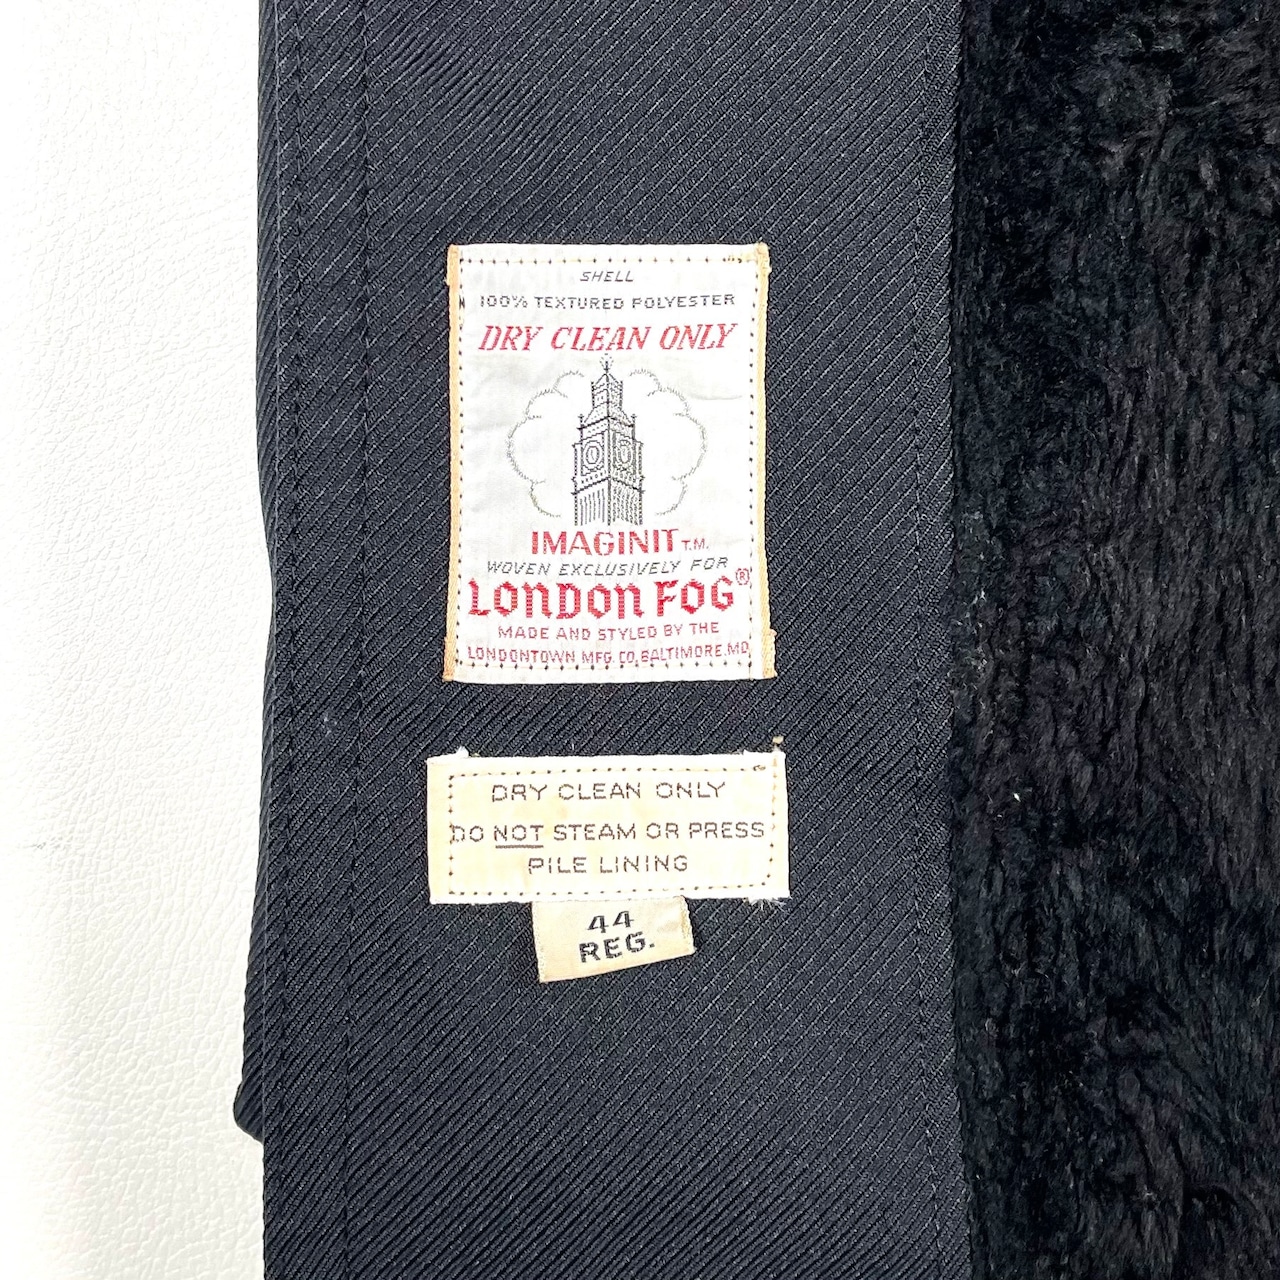 SHELL
100% TEXTURED POLYESTER
DRY CLEAN ONLY
IMAGINIT T.M.
WOVEN EXCLUSIVELY FOR
LONDON FOG®
MADE AND STYLED BY THE
LONDONTOWN MFG. CO. BALTIMORE. MD.
DRY CLEAN ONLY
DO NOT STEAM OR PRESS
PILE LINING
44
REG.